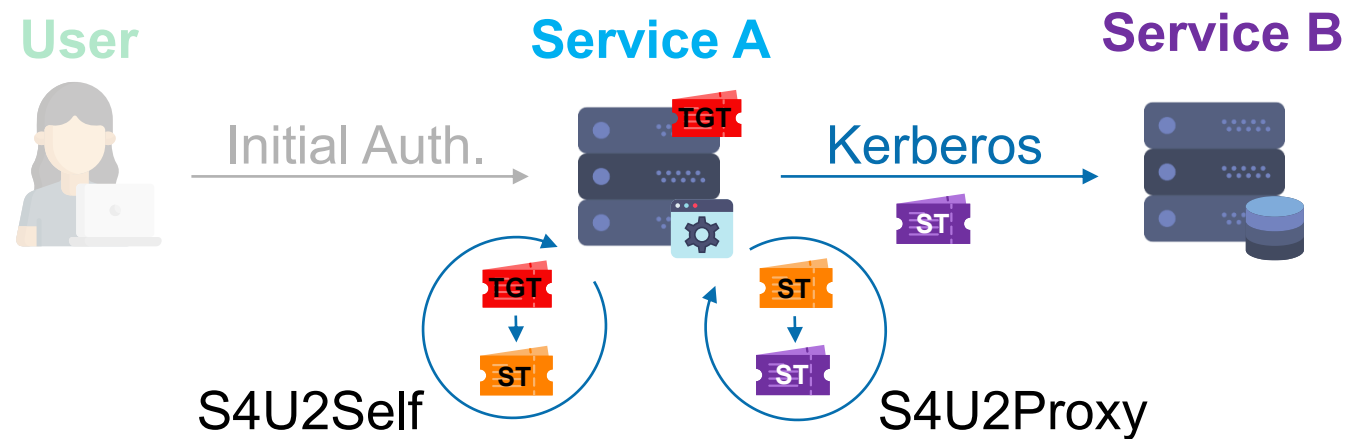 User
Service A
Service B
TGT
Initial Auth.
Kerberos
ST
TGT
ST
ST
ST
S4U2Self
S4U2Proxy